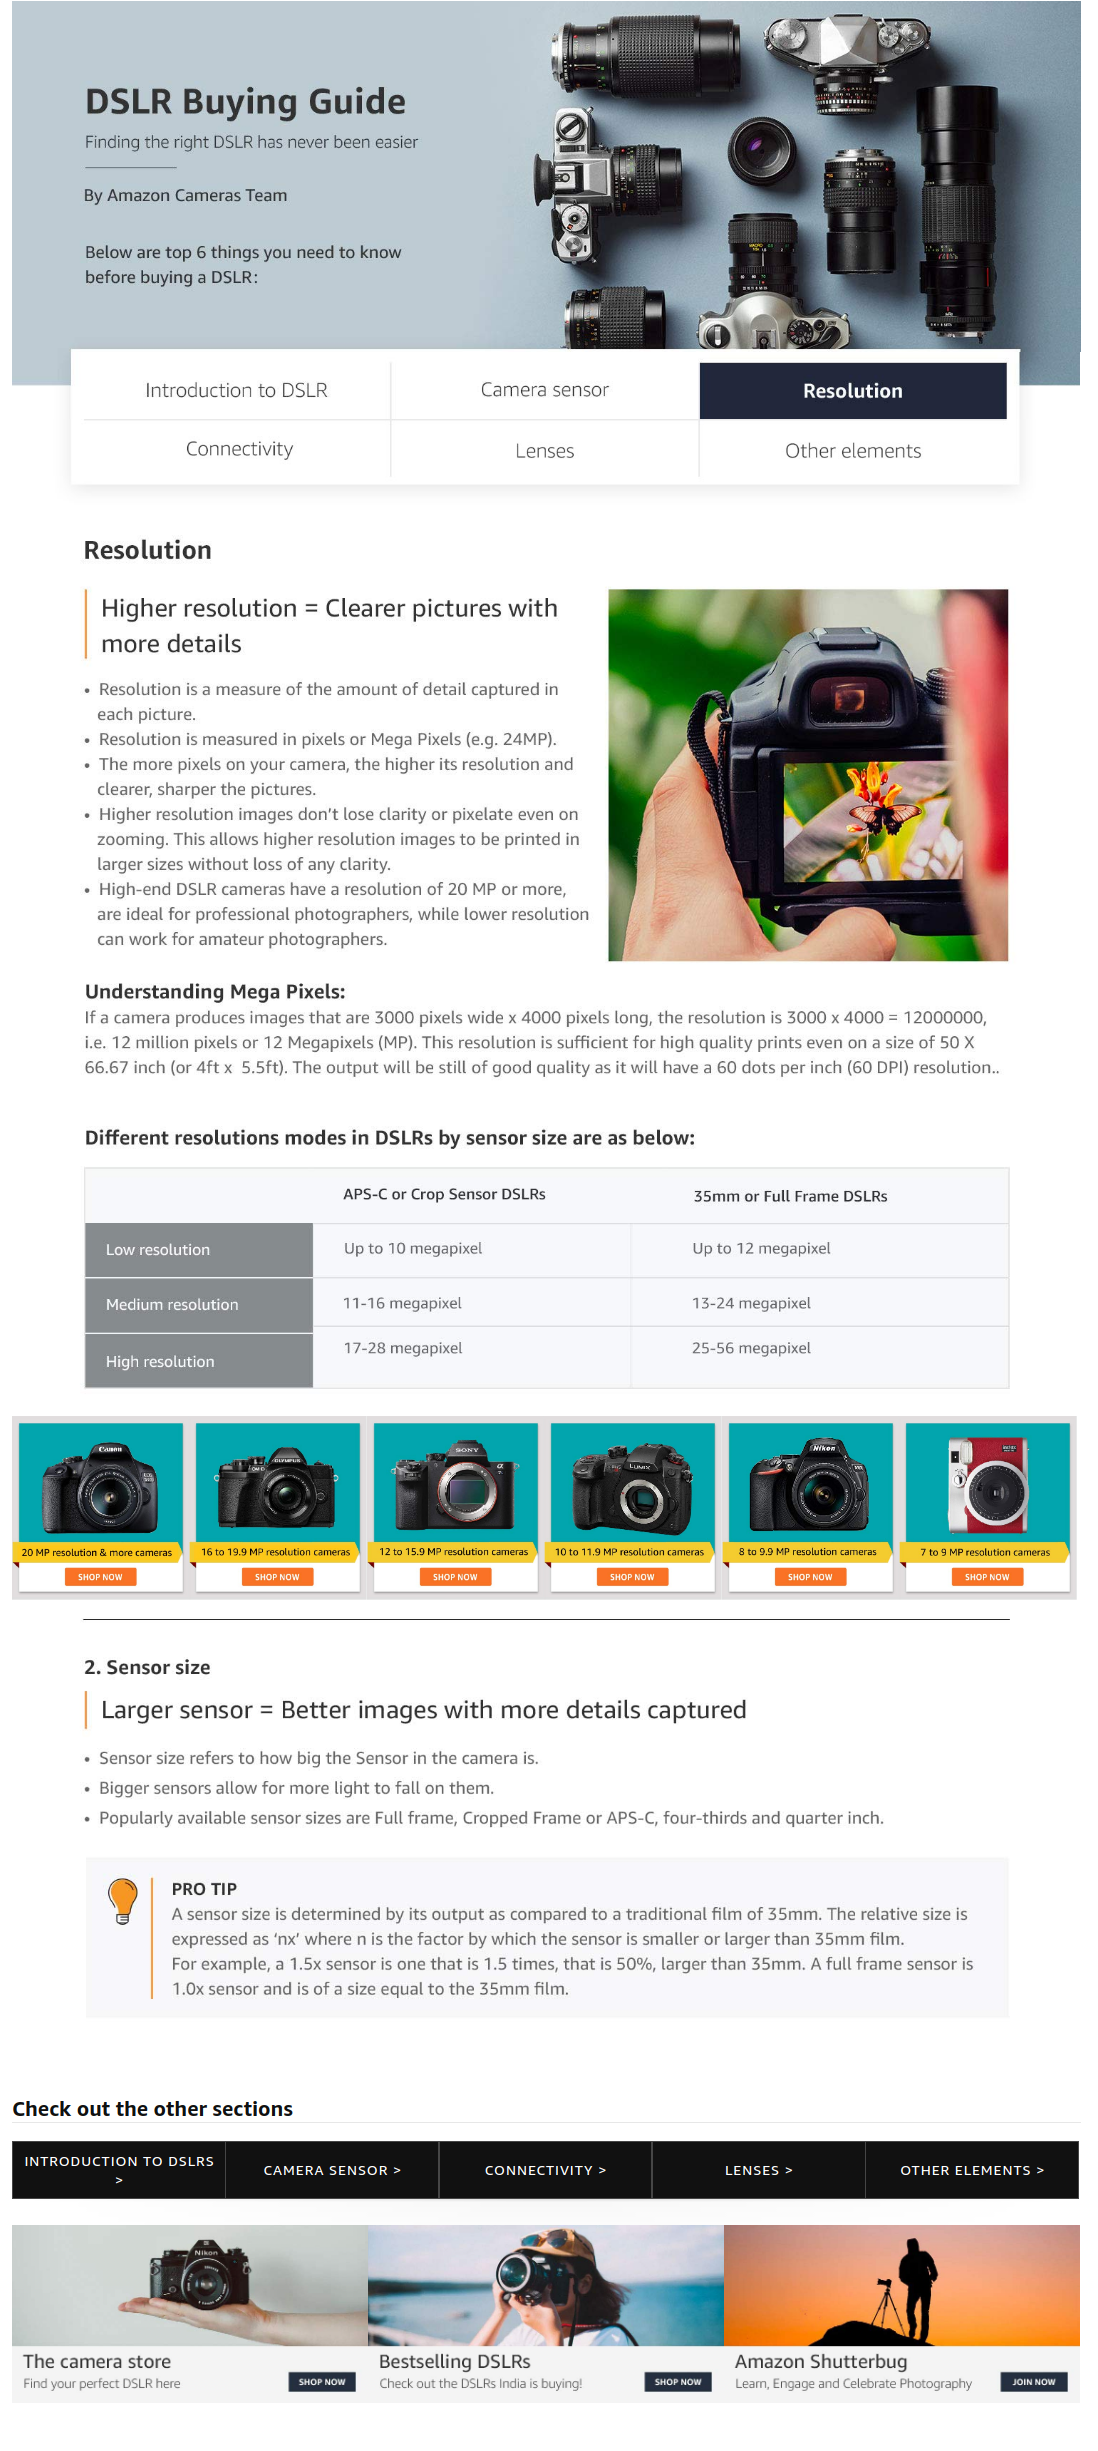 DSLR Buying Guide
Finding the right DSLR has never been easier
By Amazon Cameras Team
Below are top 6 things you need to know
before buying a DSLR:
Introduction to DSLR
Camera sensor
Resolution
Connectivity
Lenses
Other elements
Resolution
Higher resolution = Clearer pictures with
more details
• Resolution is a measure of the amount of detail captured in
each picture.
• Resolution is measured in pixels or Mega Pixels (e.g. 24MP).
• The more pixels on your camera, the higher its resolution and
clearer, sharper the pictures.
• Higher resolution images don't lose clarity or pixelate even on
zooming. This allows higher resolution images to be printed in
larger sizes without loss of any clarity.
• High-end DSLR cameras have a resolution of 20 MP or more,
are ideal for professional photographers, while lower resolution
can work for amateur photographers.
Understanding Mega Pixels:
If a camera produces images that are 3000 pixels wide x 4000 pixels long, the resolution is 3000 x 4000 = 12000000,
i.e. 12 million pixels or 12 Megapixels (MP). This resolution is sufficient for high quality prints even on a size of 50 X
66.67 inch (or 4ft x 5.5ft). The output will be still of good quality as it will have a 60 dots per inch (60 DPI) resolution..
Different resolutions modes in DSLRs by sensor size are as below:
APS-C or Crop Sensor DSLRs
35mm or Full Frame DSLRs
Low resolution
Up to 10 megapixel
Up to 12 megapixel
Medium resolution
11-16 megapixel
13-24 megapixel
High resolution
17-28 megapixel
25-56 megapixel
Canon
OLYMPUS
SONY
LUMIX
Nikon
20 MP resolution & more cameras
16 to 19.9 MP resolution cameras
12 to 15.9 MP resolution cameras
10 to 11.9 MP resolution cameras
8 to 9.9 MP resolution cameras
7 to 9 MP resolution cameras
SHOP NOW
SHOP NOW
SHOP NOW
SHOP NOW
SHOP NOW
SHOP NOW
2. Sensor size
Larger sensor = Better images with more details captured
• Sensor size refers to how big the Sensor in the camera is.
• Bigger sensors allow for more light to fall on them.
• Popularly available sensor sizes are Full frame, Cropped Frame or APS-C, four-thirds and quarter inch.
PRO TIP
A sensor size is determined by its output as compared to a traditional film of 35mm. The relative size is
expressed as 'nx' where n is the factor by which the sensor is smaller or larger than 35mm film.
For example, a 1.5x sensor is one that is 1.5 times, that is 50%, larger than 35mm. A full frame sensor is
1.0x sensor and is of a size equal to the 35mm film.
Check out the other sections
INTRODUCTION TO DSLRS
>
CAMERA SENSOR >
CONNECTIVITY >
LENSES >
OTHER ELEMENTS >
Nikon
The camera store
Find your perfect DSLR here
SHOP NOW
Bestselling DSLRs
Check out the DSLRs India is buying!
SHOP NOW
Amazon Shutterbug
Learn, Engage and Celebrate Photography
JOIN NOW